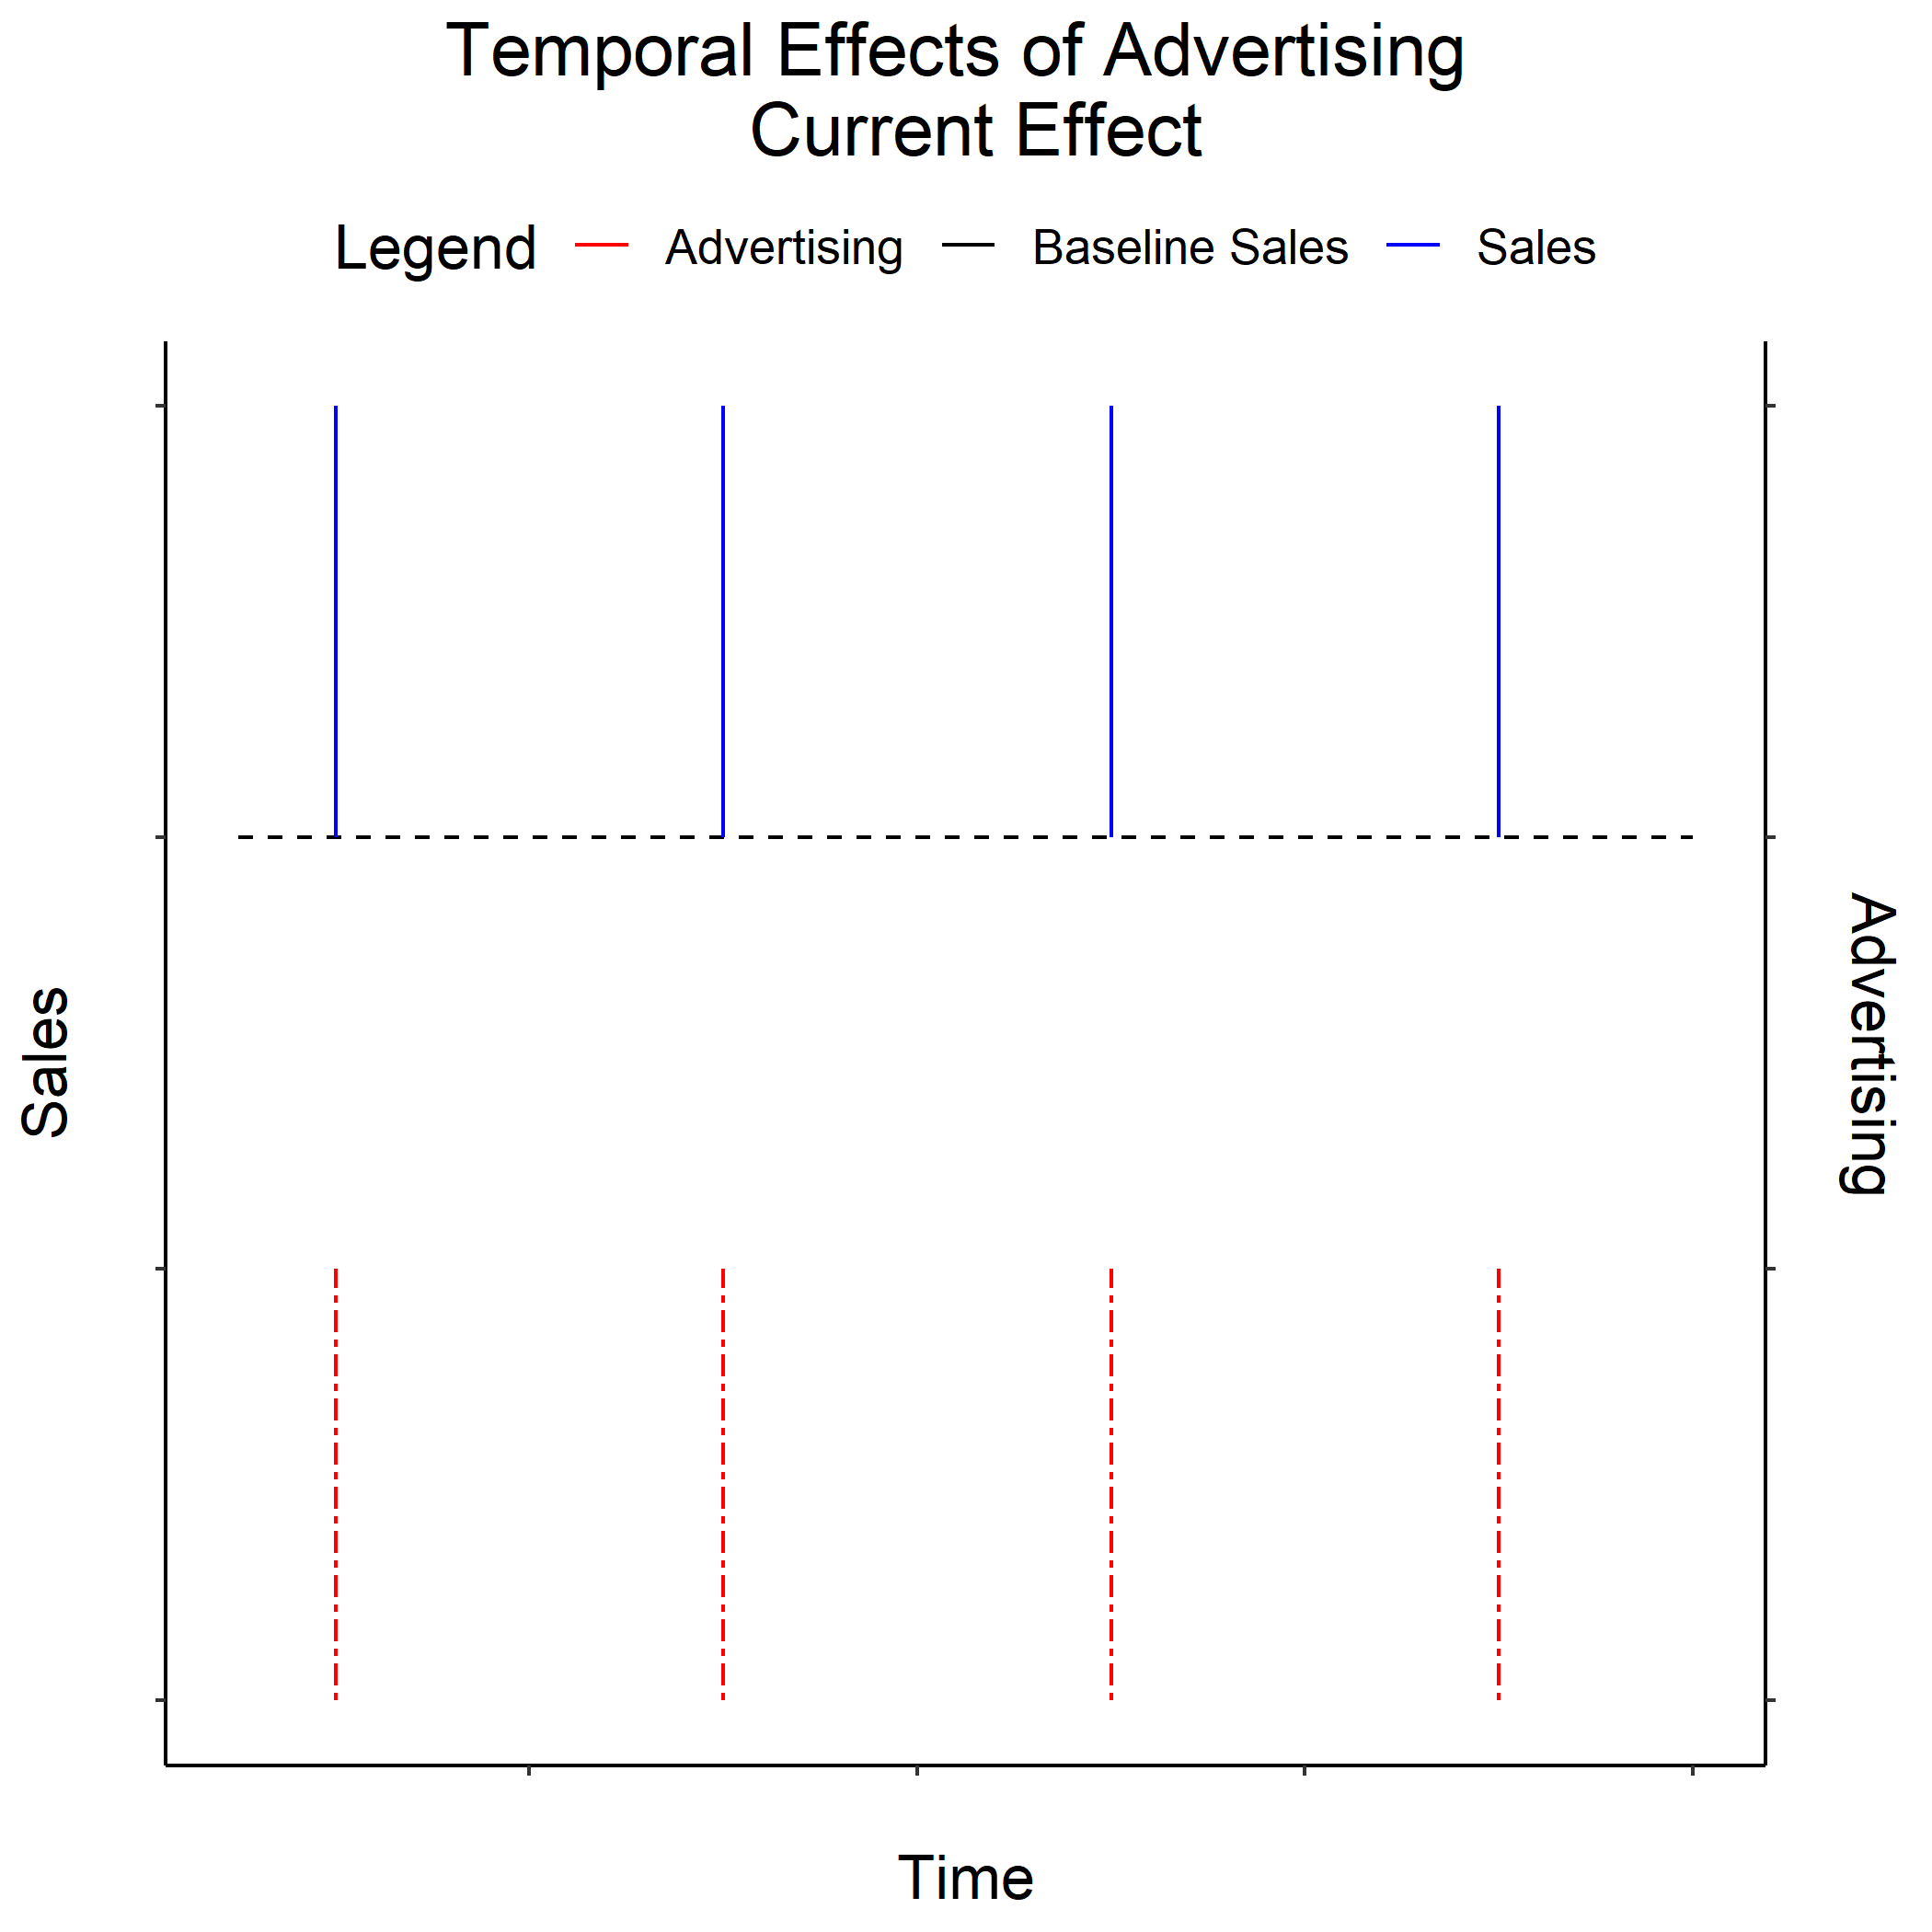 Temporal Effects of Advertising
Current Effect
Legend Advertising Baseline Sales Sales
Sales
Advertising
Time